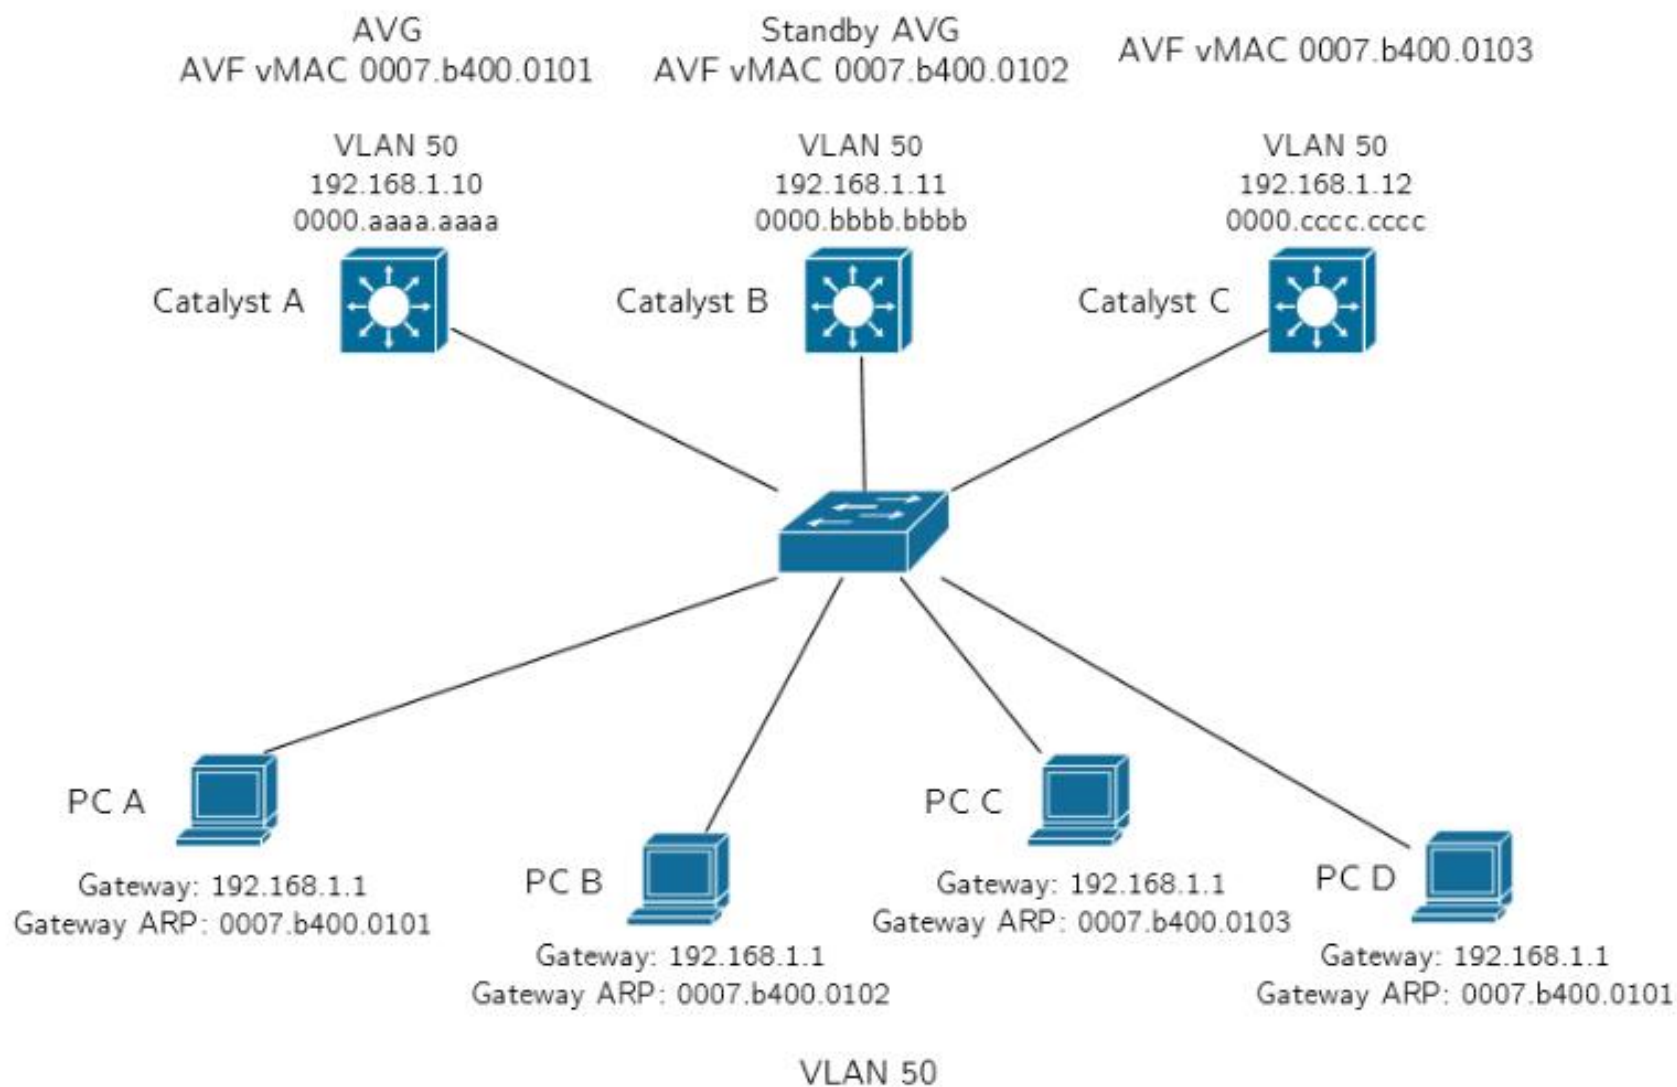 AVG
AVF vMAC 0007.b400.0101
Standby AVG
AVF vMAC 0007.b400.0102
AVF vMAC 0007.b400.0103
VLAN 50
192.168.1.10
0000.aaaa.aaaa
VLAN 50
192.168.1.11
0000.bbbb.bbbb
VLAN 50
192.168.1.12
0000.cccc.cccc
Catalyst A
Catalyst B
Catalyst C
PC A
Gateway: 192.168.1.1
Gateway ARP: 0007.b400.0101
PC B
Gateway: 192.168.1.1
Gateway ARP: 0007.b400.0102
PC C
Gateway: 192.168.1.1
Gateway ARP: 0007.b400.0103
PC D
Gateway: 192.168.1.1
Gateway ARP: 0007.b400.0101
VLAN 50